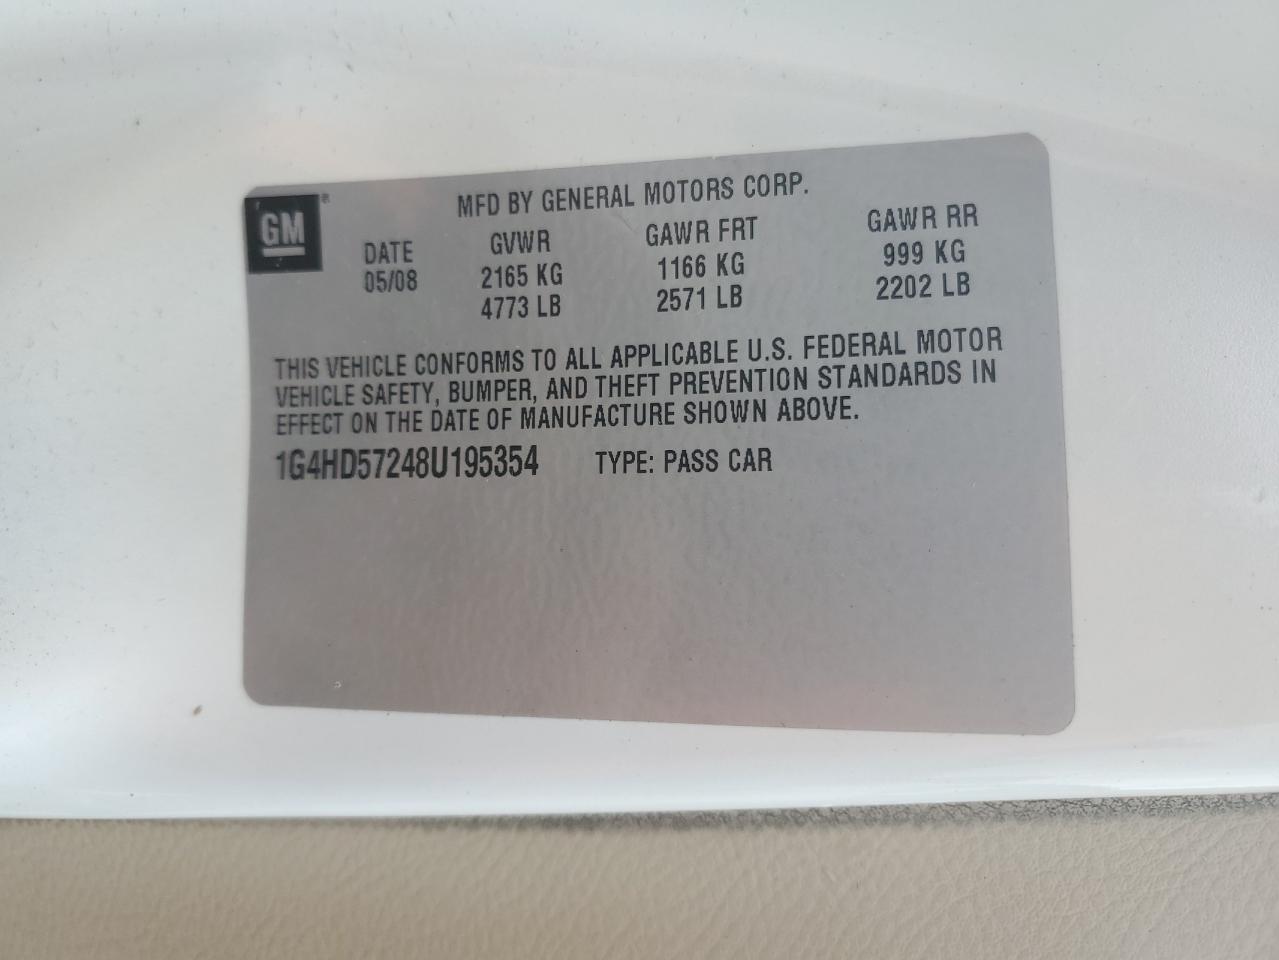 GM®
MFD BY GENERAL MOTORS CORP.
DATE GVWR GAWR FRT GAWR RR
05/08 2165 KG 1166 KG 999 KG
4773 LB 2571 LB 2202 LB
THIS VEHICLE CONFORMS TO ALL APPLICABLE U.S. FEDERAL MOTOR
VEHICLE SAFETY, BUMPER, AND THEFT PREVENTION STANDARDS IN
EFFECT ON THE DATE OF MANUFACTURE SHOWN ABOVE.
1G4HD57248U195354 TYPE: PASS CAR